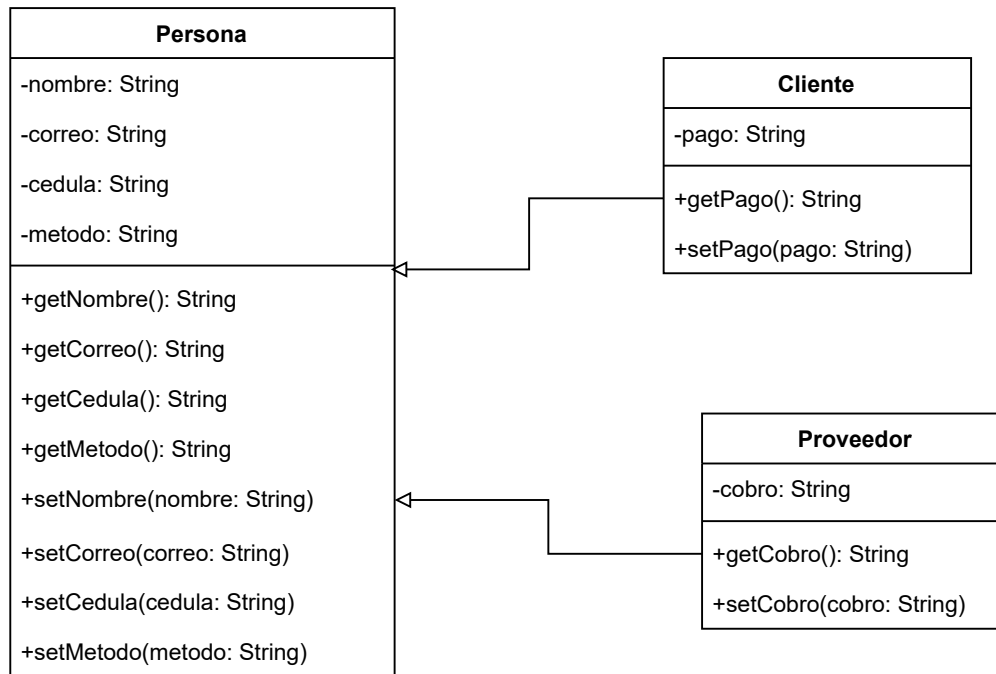 Persona
-nombre: String
-correo: String
-cedula: String
-metodo: String
+getNombre(): String
+getCorreo(): String
+getCedula(): String
+getMetodo(): String
+setNombre(nombre: String)
+setCorreo(correo: String)
+setCedula(cedula: String)
+setMetodo(metodo: String)
Cliente
-pago: String
+getPago(): String
+setPago(pago: String)
Proveedor
-cobro: String
+getCobro(): String
+setCobro(cobro: String)